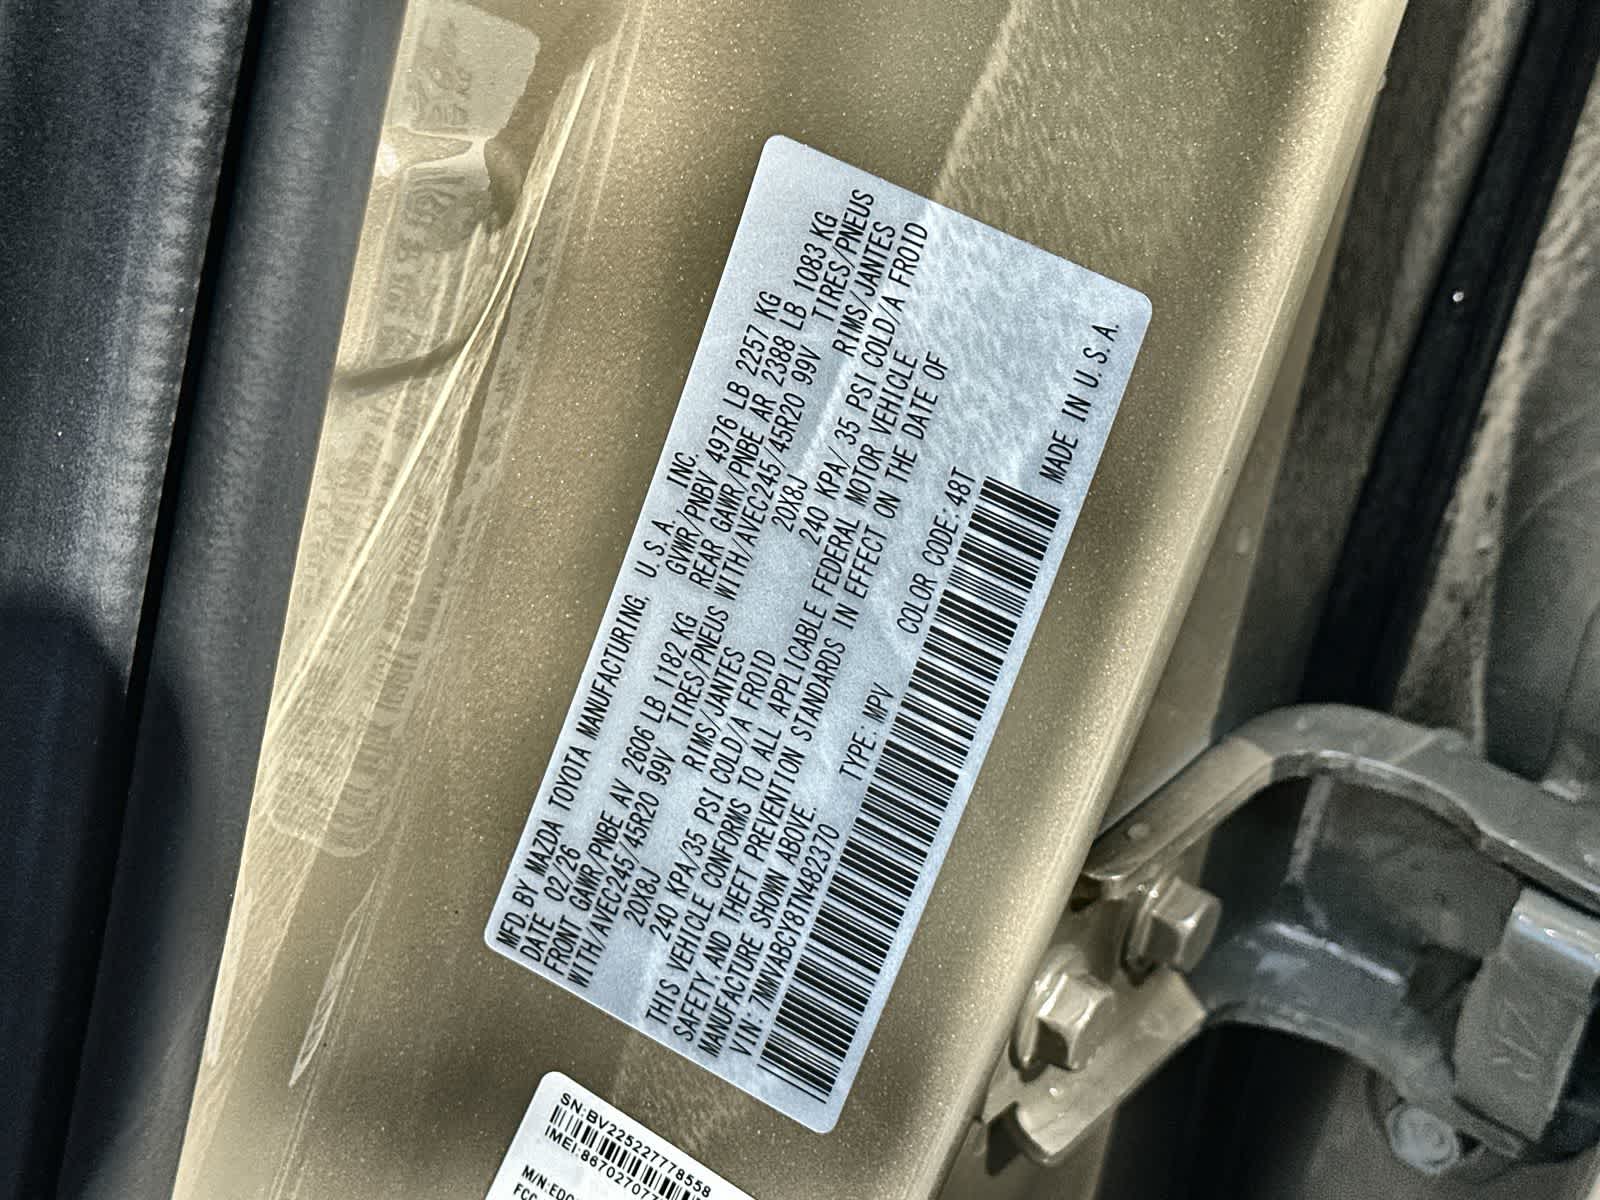 MFD. BY MAZDA TOYOTA MANUFACTURING, U.S.A. INC.
DATE 02/26 GVWR/PNBV 4976 LB 2257 KG
FRONT GAWR/PNBE AV 2606 LB 1182 KG REAR GAWR/PNBE AR 2388 LB 1083 KG
WITH/AVEC245/45R20 99V TIRES/PNEUS WITH/AVEC245/45R20 99V TIRES/PNEUS
20X8J RIMS/JANTES 20X8J RIMS/JANTES
240 KPA/35 PSI COLD/A FROID 240 KPA/35 PSI COLD/A FROID
THIS VEHICLE CONFORMS TO ALL APPLICABLE FEDERAL MOTOR VEHICLE
SAFETY, AND THEFT PREVENTION STANDARDS IN EFFECT ON THE DATE OF
MANUFACTURE SHOWN ABOVE.
VIN: 7MMVABCY8TN482370 TYPE: MPV COLOR CODE: 48T
MADE IN U.S.A.
SN:BV225227778558
IMEI:86702707
M/N:EDO
FCC